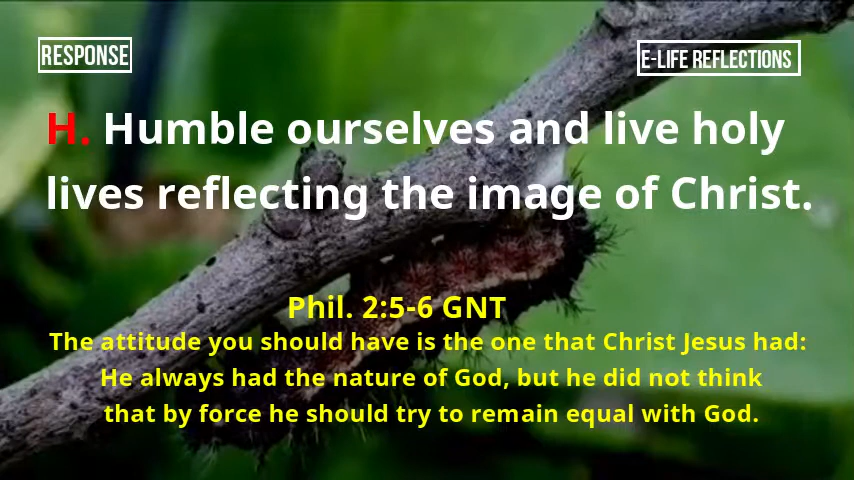 RESPONSE
E-LIFE REFLECTIONS
H. Humble ourselves and live holy
lives reflecting the image of Christ.
Phil. 2:5-6 GNT
The attitude you should have is the one that Christ Jesus had:
He always had the nature of God, but he did not think
that by force he should try to remain equal with God.